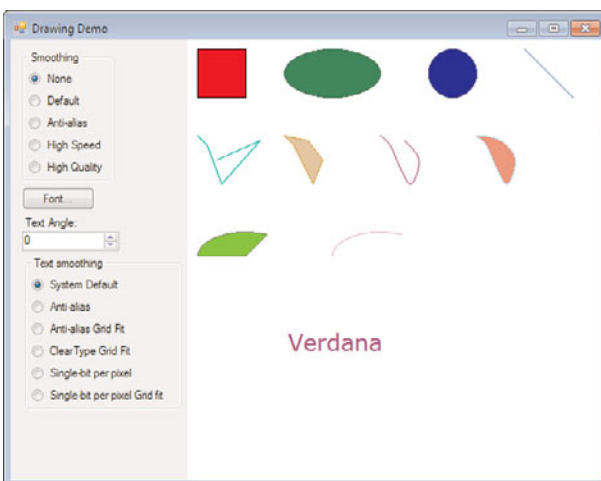 Drawing Demo
Smoothing
None
Default
Anti-alias
High Speed
High Quality
Font...
Text Angle:
0
Text smoothing
System Default
Anti-alias
Anti-alias Grid Fit
ClearType Grid Fit
Single-bit per pixel
Single-bit per pixel Grid fit
Verdana